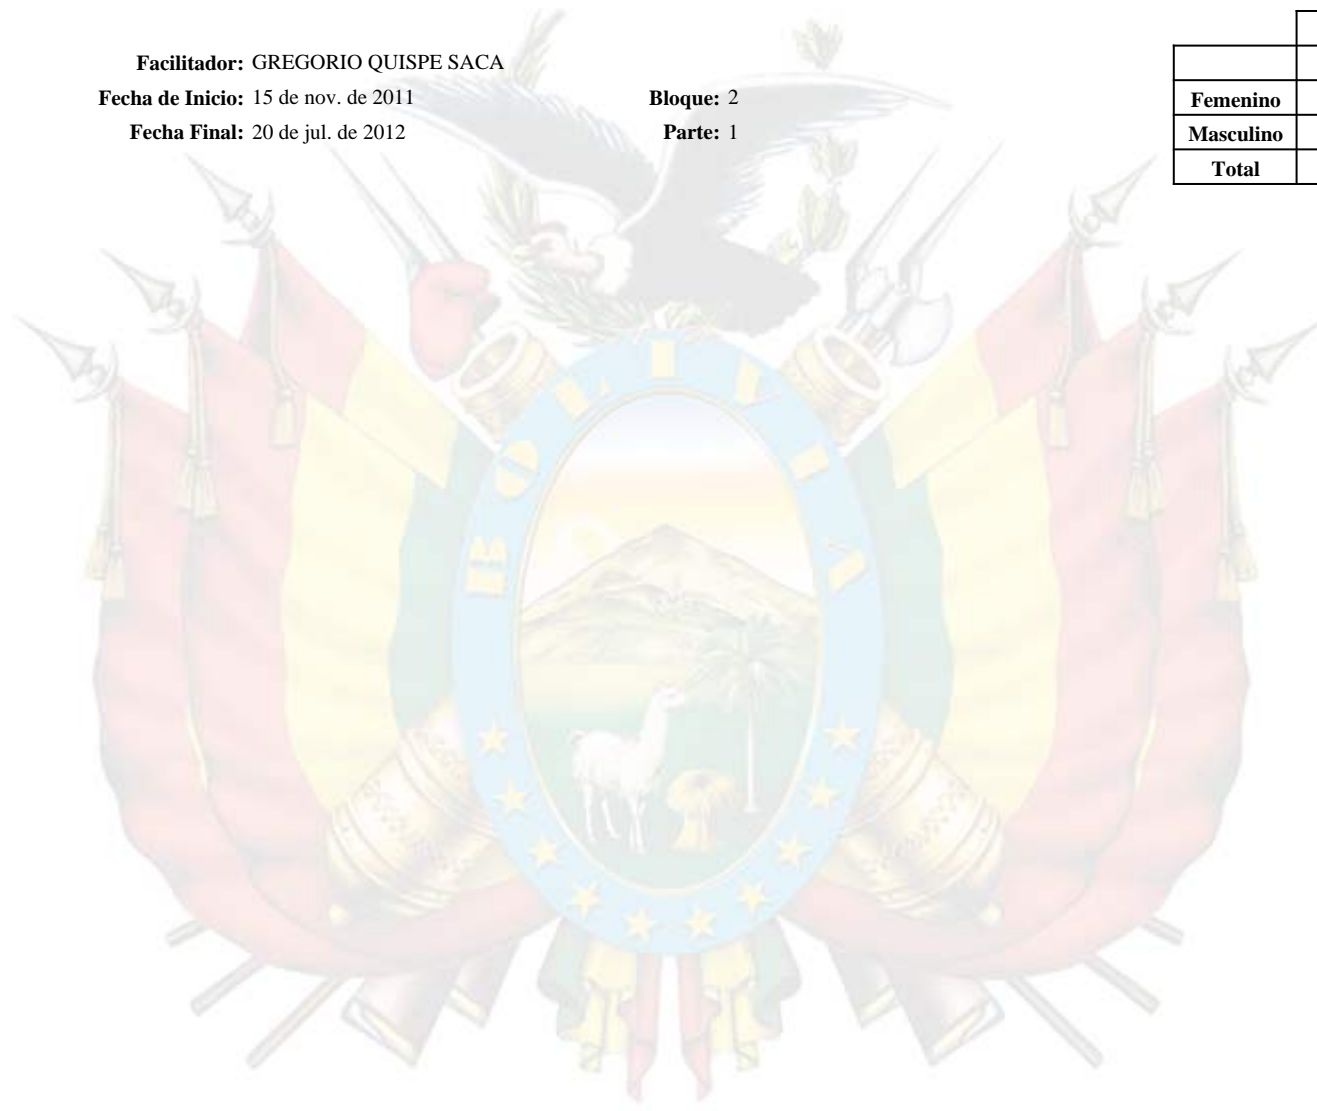 Facilitador: GREGORIO QUISPE SACA
Fecha de Inicio: 15 de nov. de 2011 Bloque: 2
Fecha Final: 20 de jul. de 2012 Parte: 1
Femenino
Masculino
Total
BOLIVIA